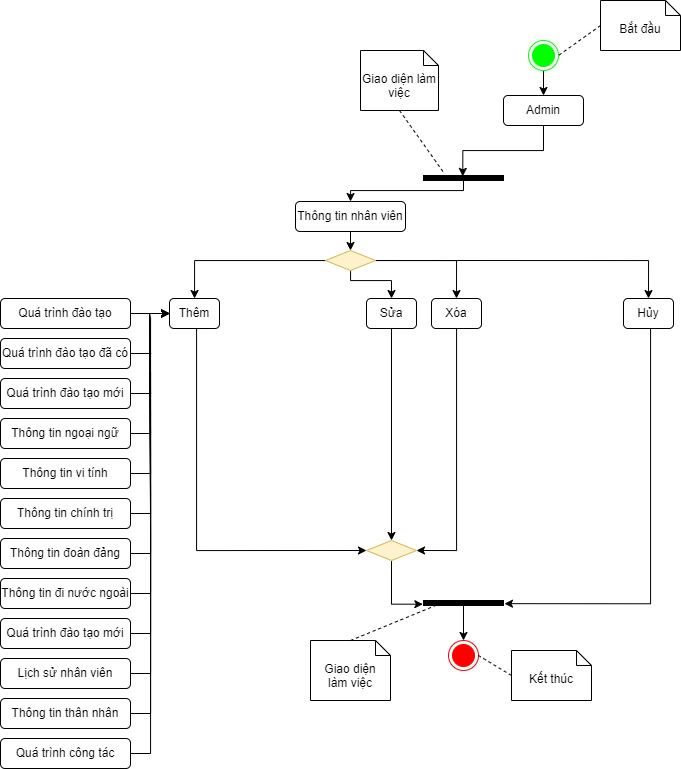 Bắt đầu
Giao diện làm
việc
Admin
Thông tin nhân viên
Quá trình đào tạo
Thêm
Sửa
Xóa
Hủy
Quá trình đảo tạo đã có
Quá trình đảo tạo mới
Thông tin ngoại ngữ
Thông tin vi tính
Thông tin chính trị
Thông tin đoàn đảng
Thông tin đi nước ngoài
Quá trình đảo tạo mới
Lịch sử nhân viên
Thông tin thân nhân
Quá trình công tác
Giao diện
làm việc
Kết thúc